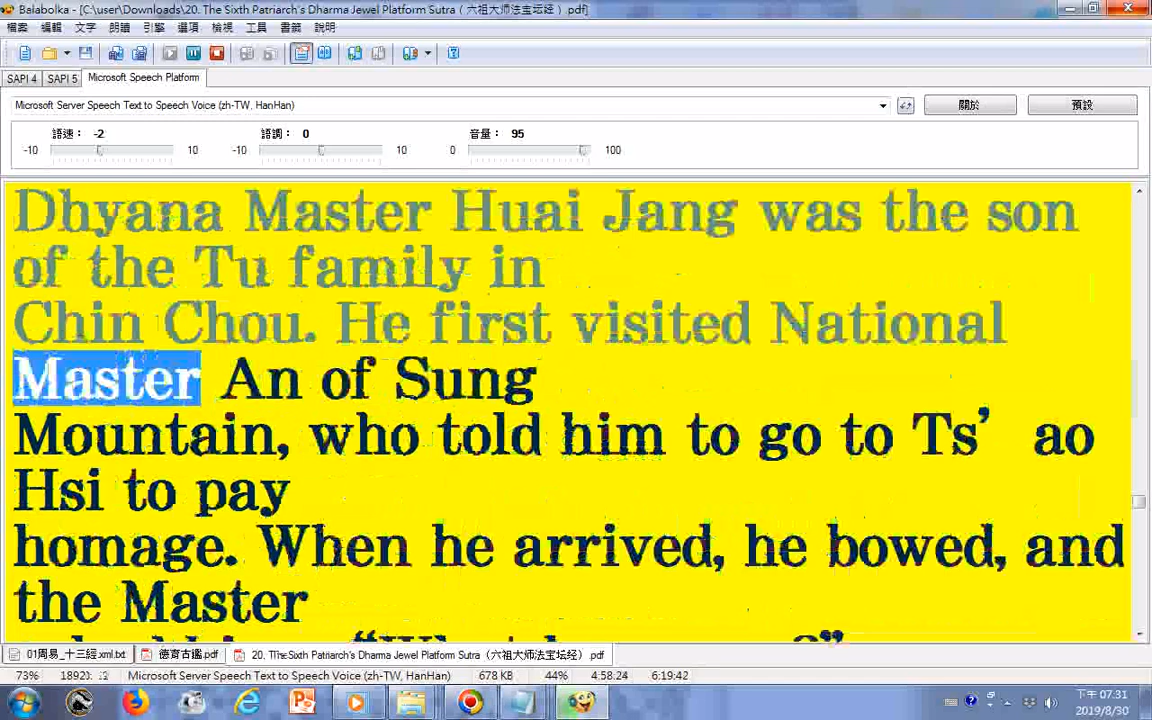 Balabolka - [C:\user\Downloads\20. The Sixth Patriarch's Dharma Jewel Platform Sutra（六祖大师法宝坛经）.pdf]
檔案 編輯 文字 朗讀 引擎 選項 檢視 工具 書籤 說明
SAPI 4 SAPI 5 Microsoft Speech Platform
Microsoft Server Speech Text to Speech Voice (zh-TW, HanHan) 關於 預設
語速： -2 語調： 0 音量： 95
-10 10 -10 10 0 100
Dhyana Master Huai Jang was the son
of the Tu family in
Chin Chou. He first visited National
Master An of Sung
Mountain, who told him to go to Ts’ ao
Hsi to pay
homage. When he arrived, he bowed, and
the Master
01周易_十三經.xml.txt 德育古鑑.pdf 20. The Sixth Patriarch's Dharma Jewel Platform Sutra（六祖大师法宝坛经）.pdf
73% Microsoft Server Speech Text to Speech Voice (zh-TW, HanHan) 678 KB 44% 4:58:24 6:19:42
下午 07:31
2019/8/30